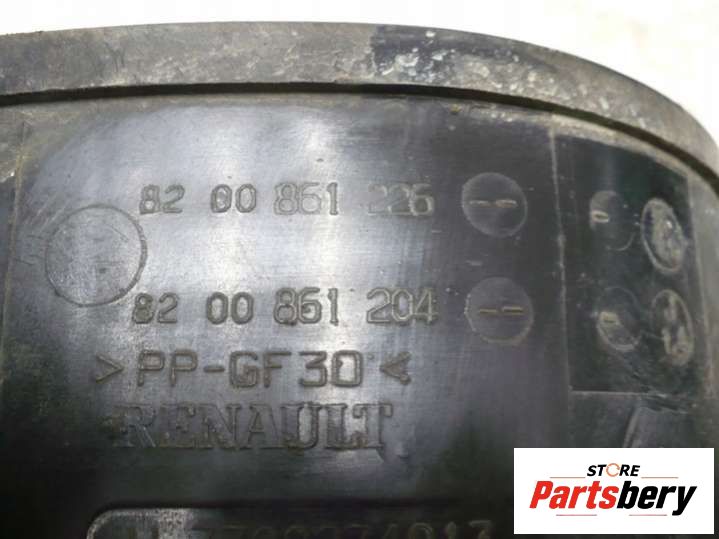 82 00 861 226
82 00 861 204
>PP-GF30<
RENAULT
STORE
Partsbery